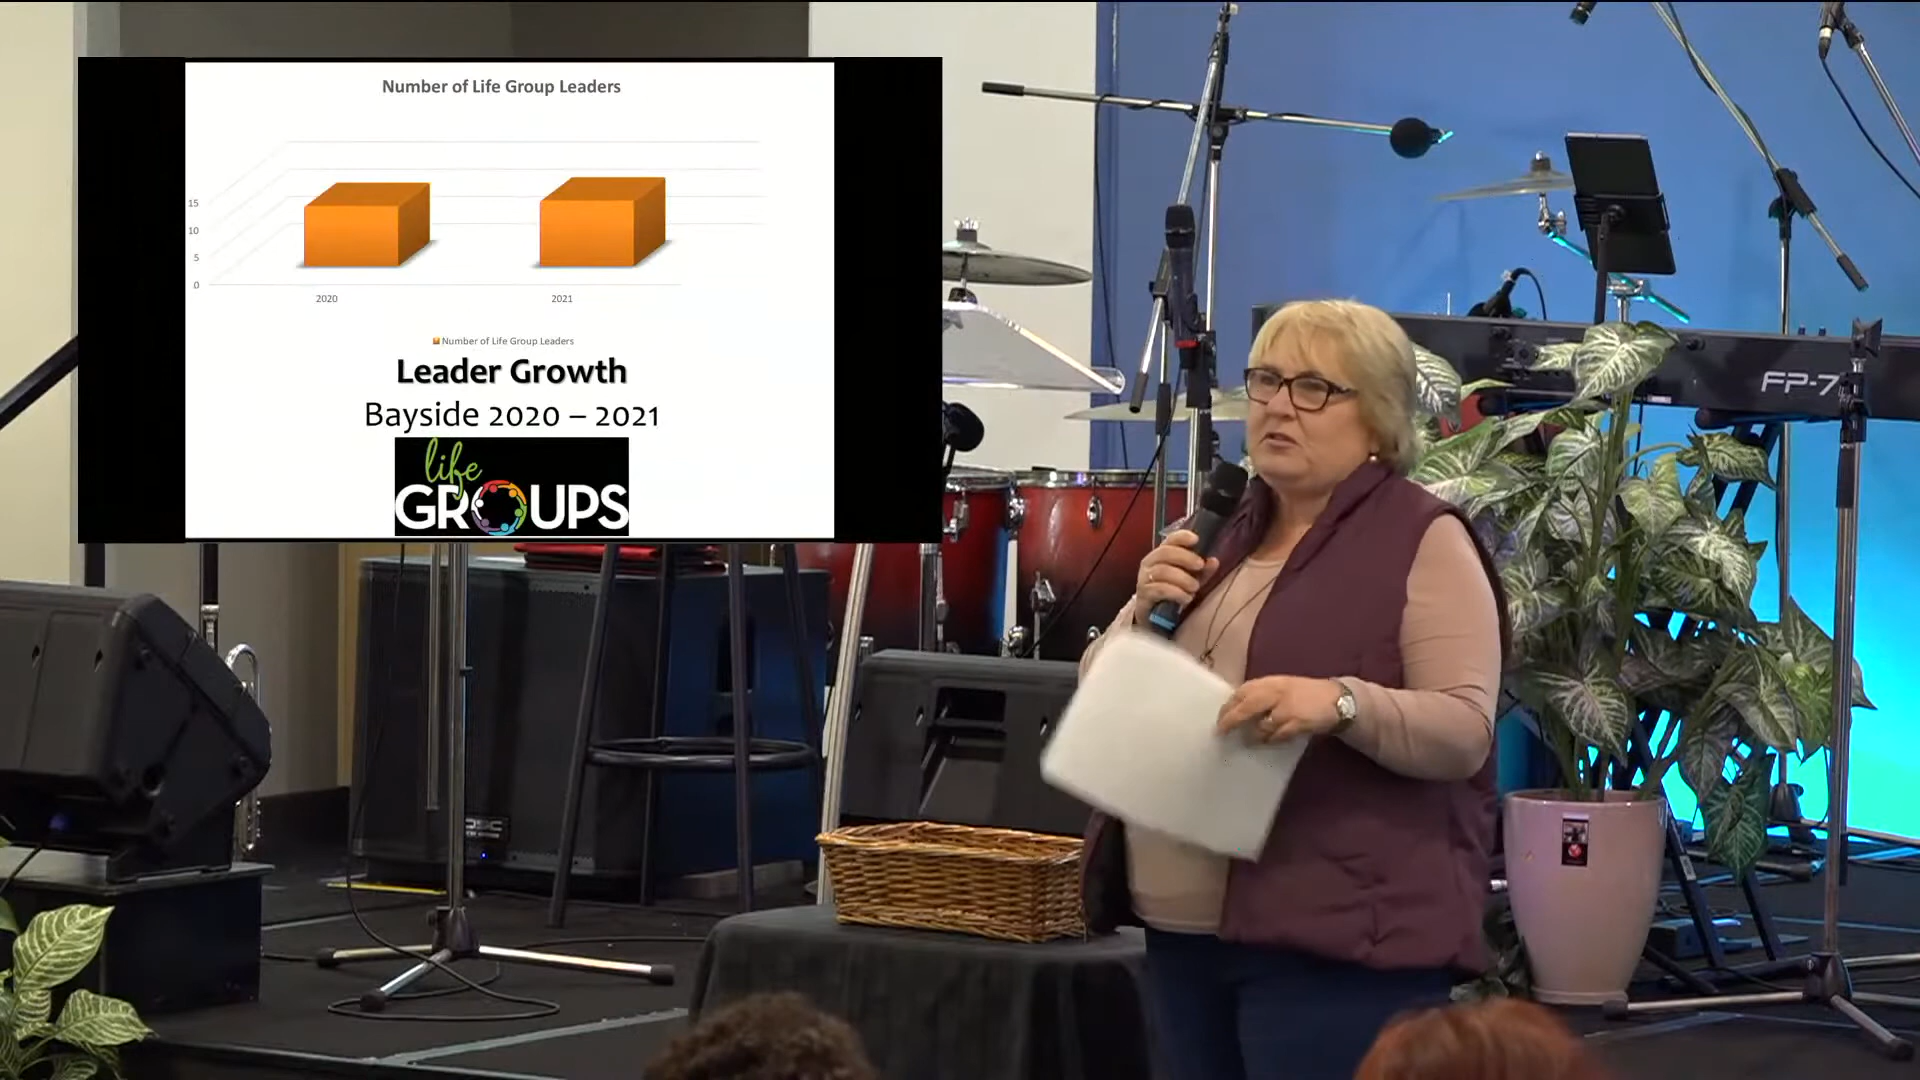 Number of Life Group Leaders
15
10
5
0
2020
2021
Number of Life Group Leaders
Leader Growth
Bayside 2020 – 2021
life
GROUPS
FP-7
QSC